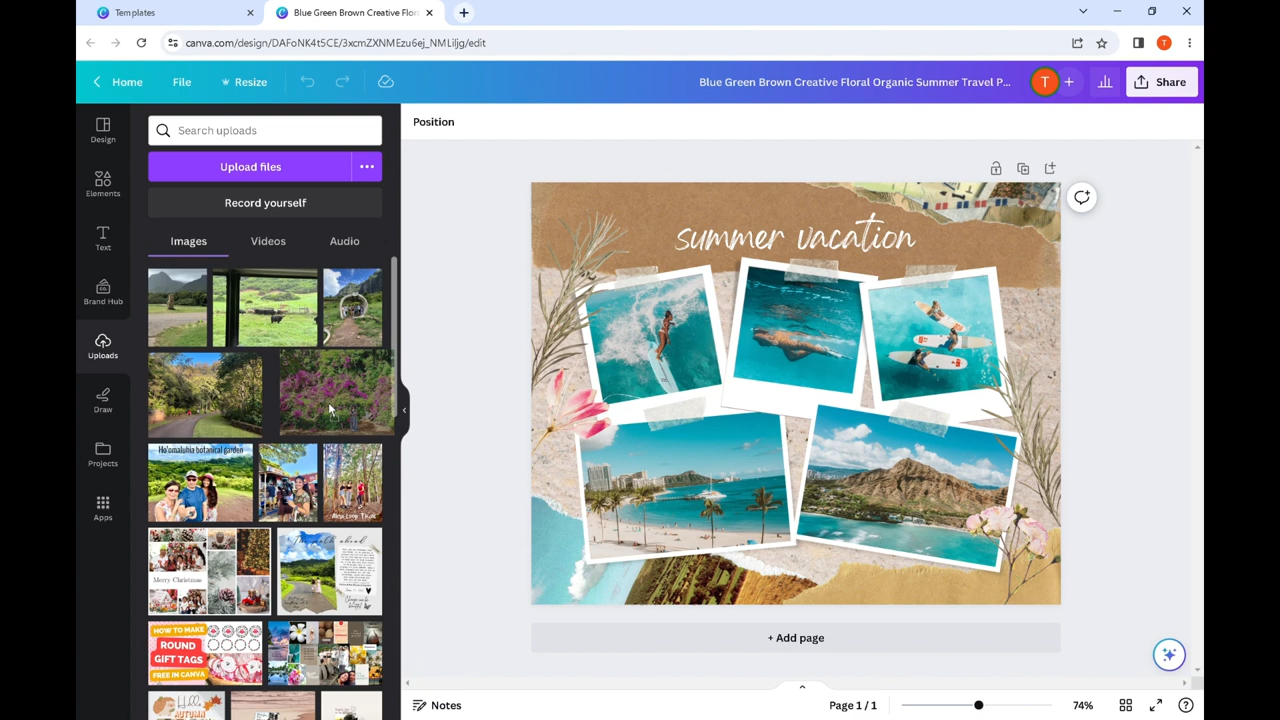 Templates
Blue Green Brown Creative Flor
canva.com/design/DAFoNK4t5CE/3xcmZXNMEzu6ej_NMLiljg/edit
T
Home
File
Resize
Blue Green Brown Creative Floral Organic Summer Travel P...
T
+
Share
Design
Elements
Text
Brand Hub
Uploads
Draw
Projects
Apps
Search uploads
Upload files
Record yourself
Images
Videos
Audio
Ho'omaluhia botanical garden
Merry Christmas
HOW TO MAKE
ROUND
GIFT TAGS
FREE IN CANVA
Hello
AUTUMN
Position
summer vacation
+ Add page
Notes
Page 1 / 1
74%